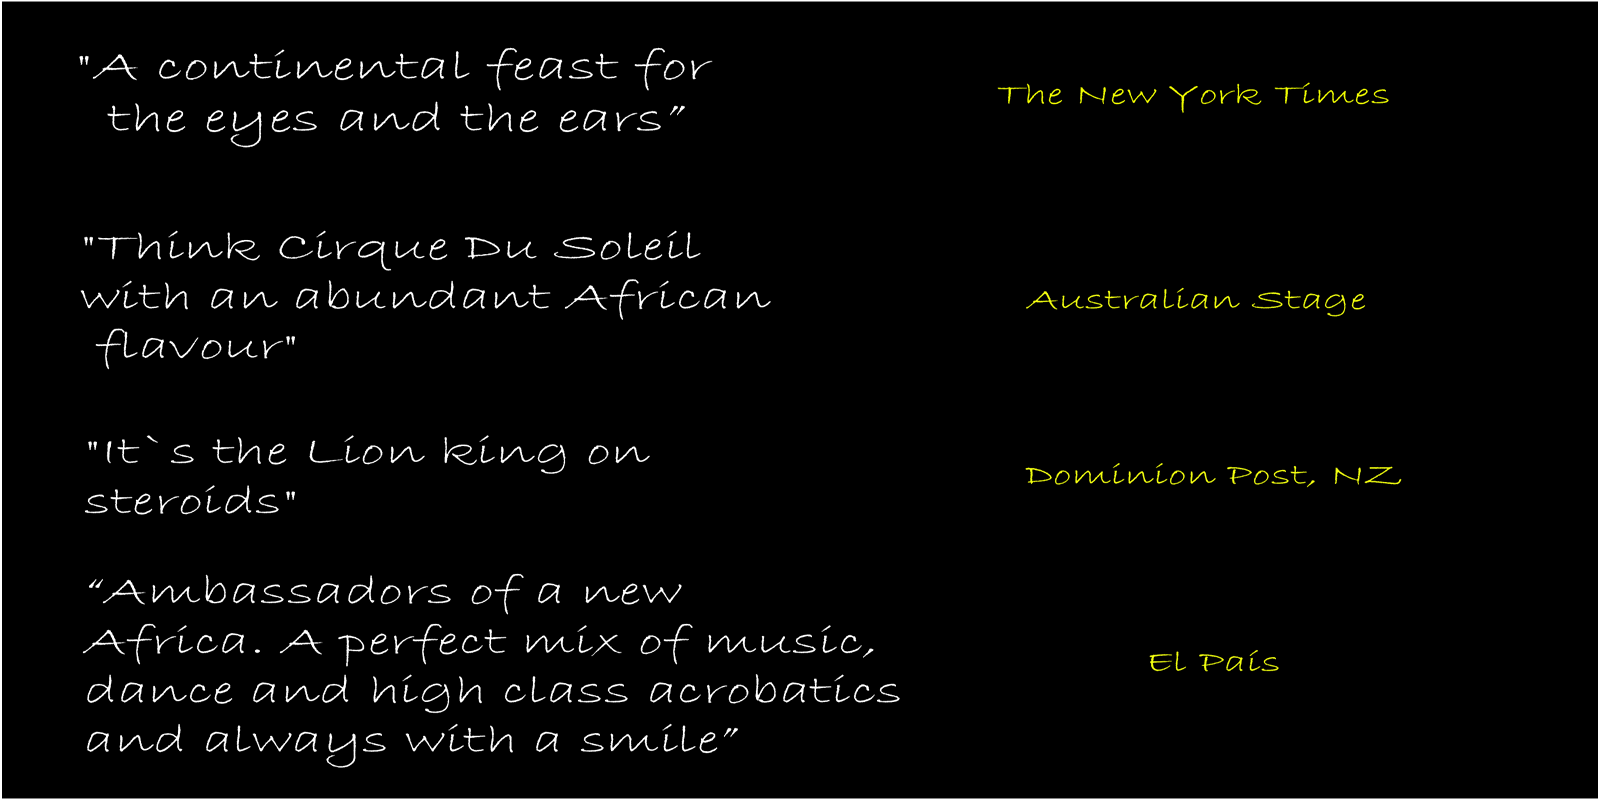 "A continental feast for
the eyes and the ears”
The New York Times
"Think Cirque Du Soleil
with an abundant African
flavour"
Australian Stage
"It`s the Lion king on
steroids"
Dominion Post, NZ
“Ambassadors of a new
Africa. A perfect mix of music,
dance and high class acrobatics
and always with a smile”
El País